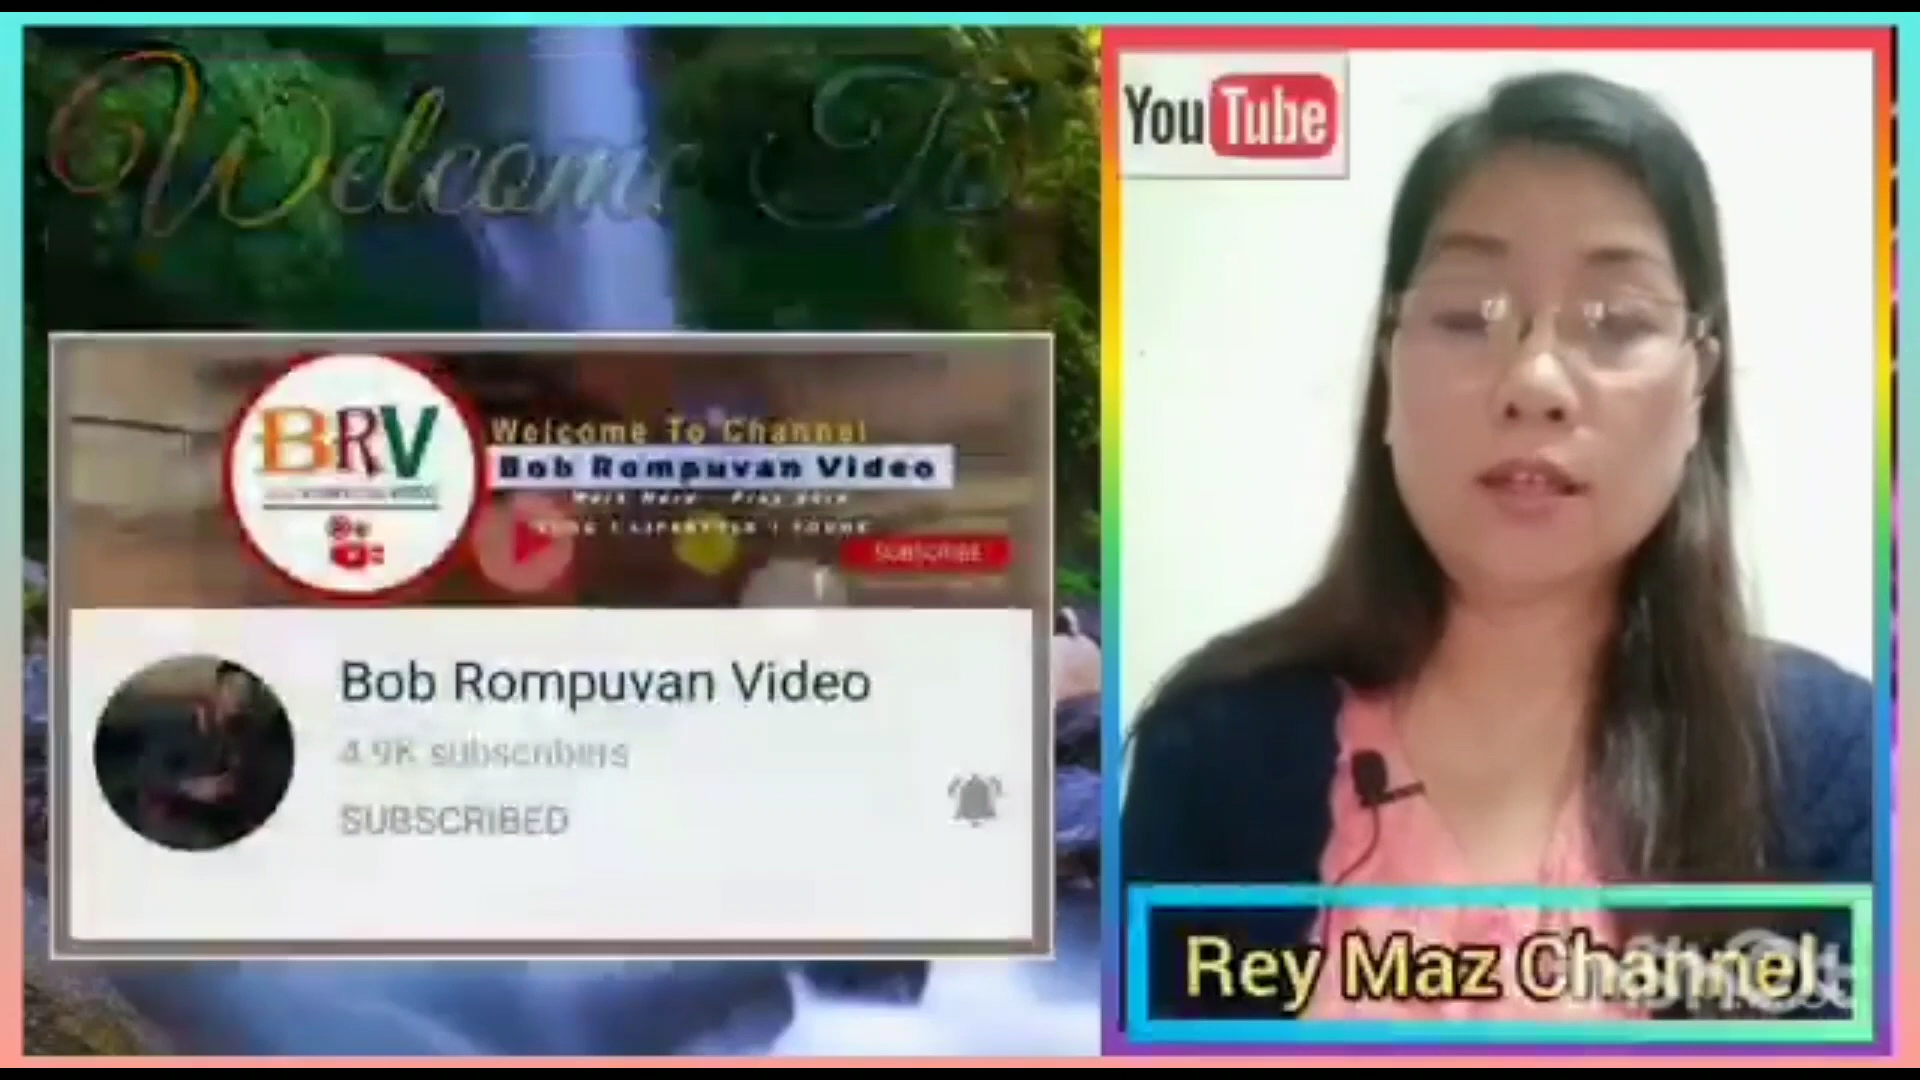 Welcome To
YouTube
BRV
Welcome To Channel
Bob Rompuvan Video
SUBSCRIBE
Bob Rompuvan Video
4.9K subscribers
SUBSCRIBED
Rey Maz Channel